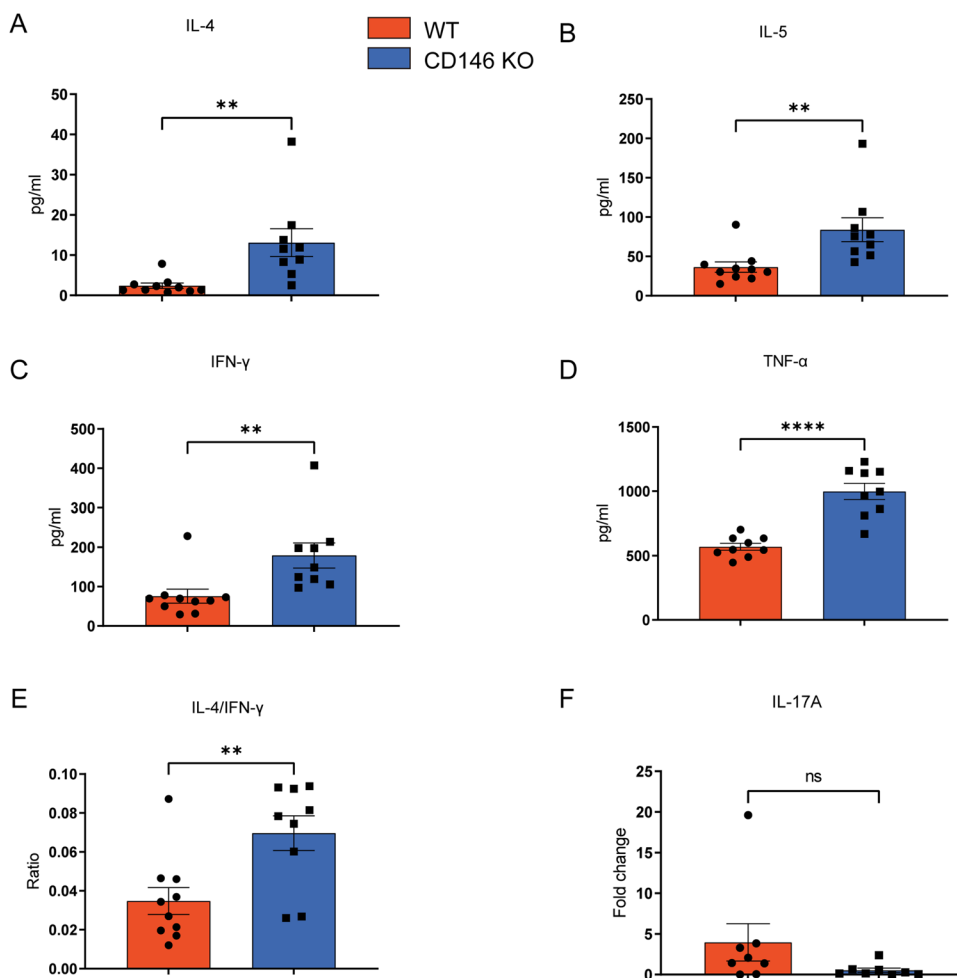 A
IL-4
WT
CD146 KO
B
IL-5
**
50
40
30
20
10
0
pg/ml
**
250
200
150
100
50
0
pg/ml
C
IFN-γ
D
TNF-α
**
500
400
300
200
100
0
pg/ml
****
1500
1000
500
0
pg/ml
E
IL-4/IFN-γ
F
IL-17A
**
0.10
0.08
0.06
0.04
0.02
0.00
Ratio
ns
25
20
15
10
5
0
Fold change